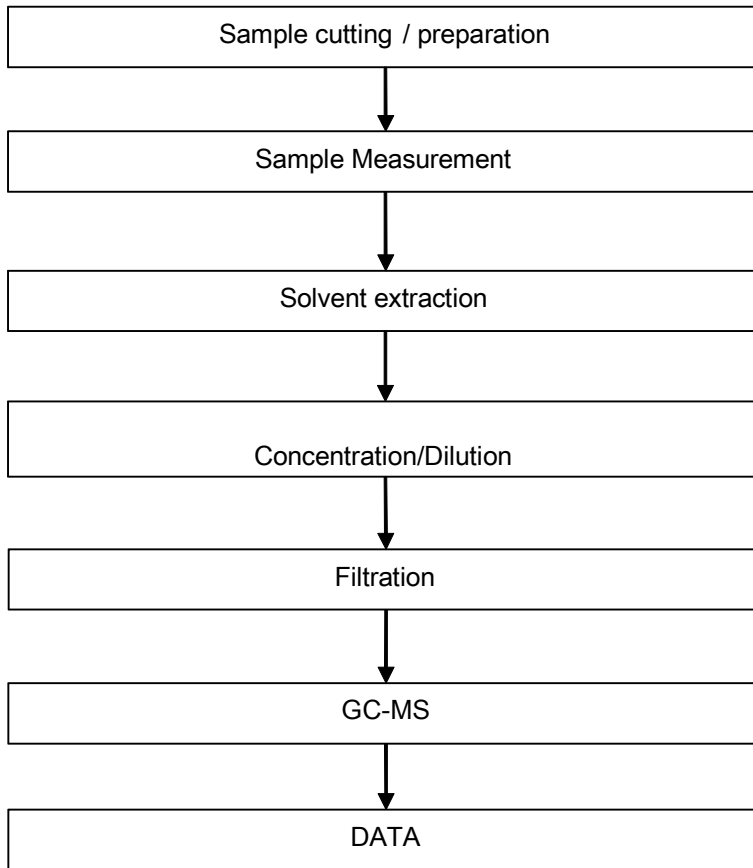 Sample cutting / preparation
Sample Measurement
Solvent extraction
Concentration/Dilution
Filtration
GC-MS
DATA